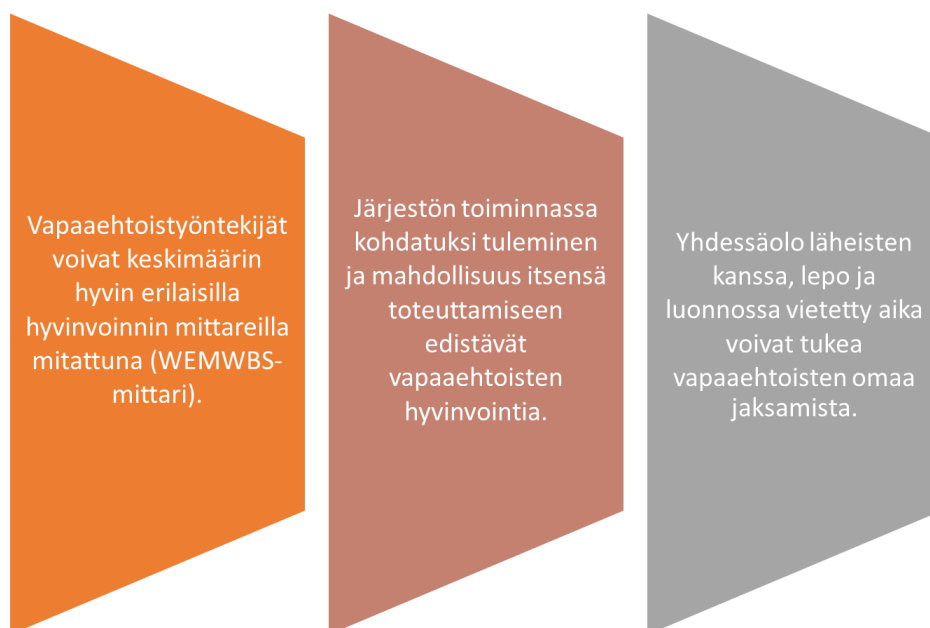 Vapaaehtoistyöntekijät
voivat keskimäärin
hyvin erilaisilla
hyvinvoinnin mittareilla
mitattuna (WEMWBS-
mittari).
Järjestön toiminnassa
kohdatuksi tuleminen
ja mahdollisuus itsensä
toteuttamiseen
edistävät
vapaaehtoisten
hyvinvointia.
Yhdessäolo läheisten
kanssa, lepo ja
luonnossa vietetty aika
voivat tukea
vapaaehtoisten omaa
jaksamista.